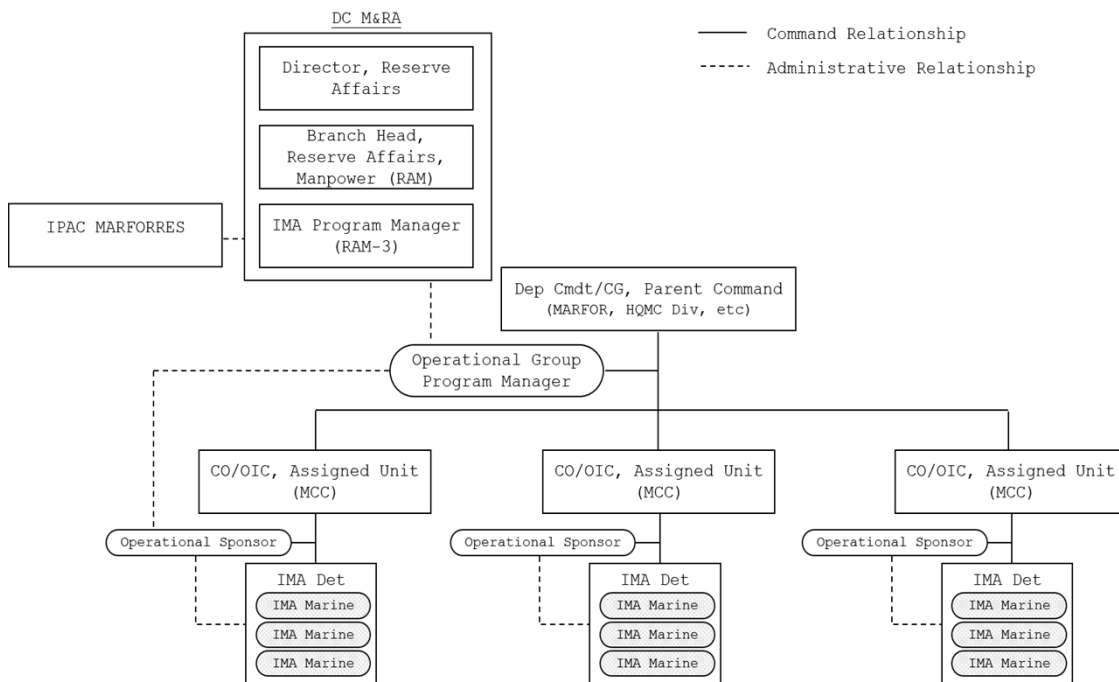 DC M&RA
Command Relationship
Administrative Relationship
Director, Reserve
Affairs
Branch Head,
Reserve Affairs,
Manpower (RAM)
IPAC MARFORRES
IMA Program Manager
(RAM-3)
Dep Cmdt/CG, Parent Command
(MARFOR, HQMC Div, etc)
Operational Group
Program Manager
CO/OIC, Assigned Unit
(MCC)
CO/OIC, Assigned Unit
(MCC)
CO/OIC, Assigned Unit
(MCC)
Operational Sponsor
Operational Sponsor
Operational Sponsor
IMA Det
IMA Marine
IMA Marine
IMA Marine
IMA Det
IMA Marine
IMA Marine
IMA Marine
IMA Det
IMA Marine
IMA Marine
IMA Marine